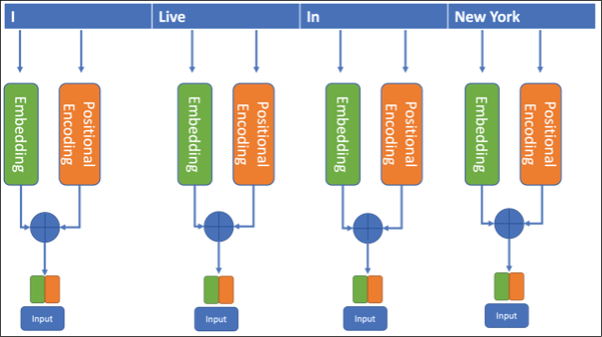 I Live In New York
Embedding Positional Encoding Embedding Positional Encoding Embedding Positional Encoding Embedding Positional Encoding
Input Input Input Input